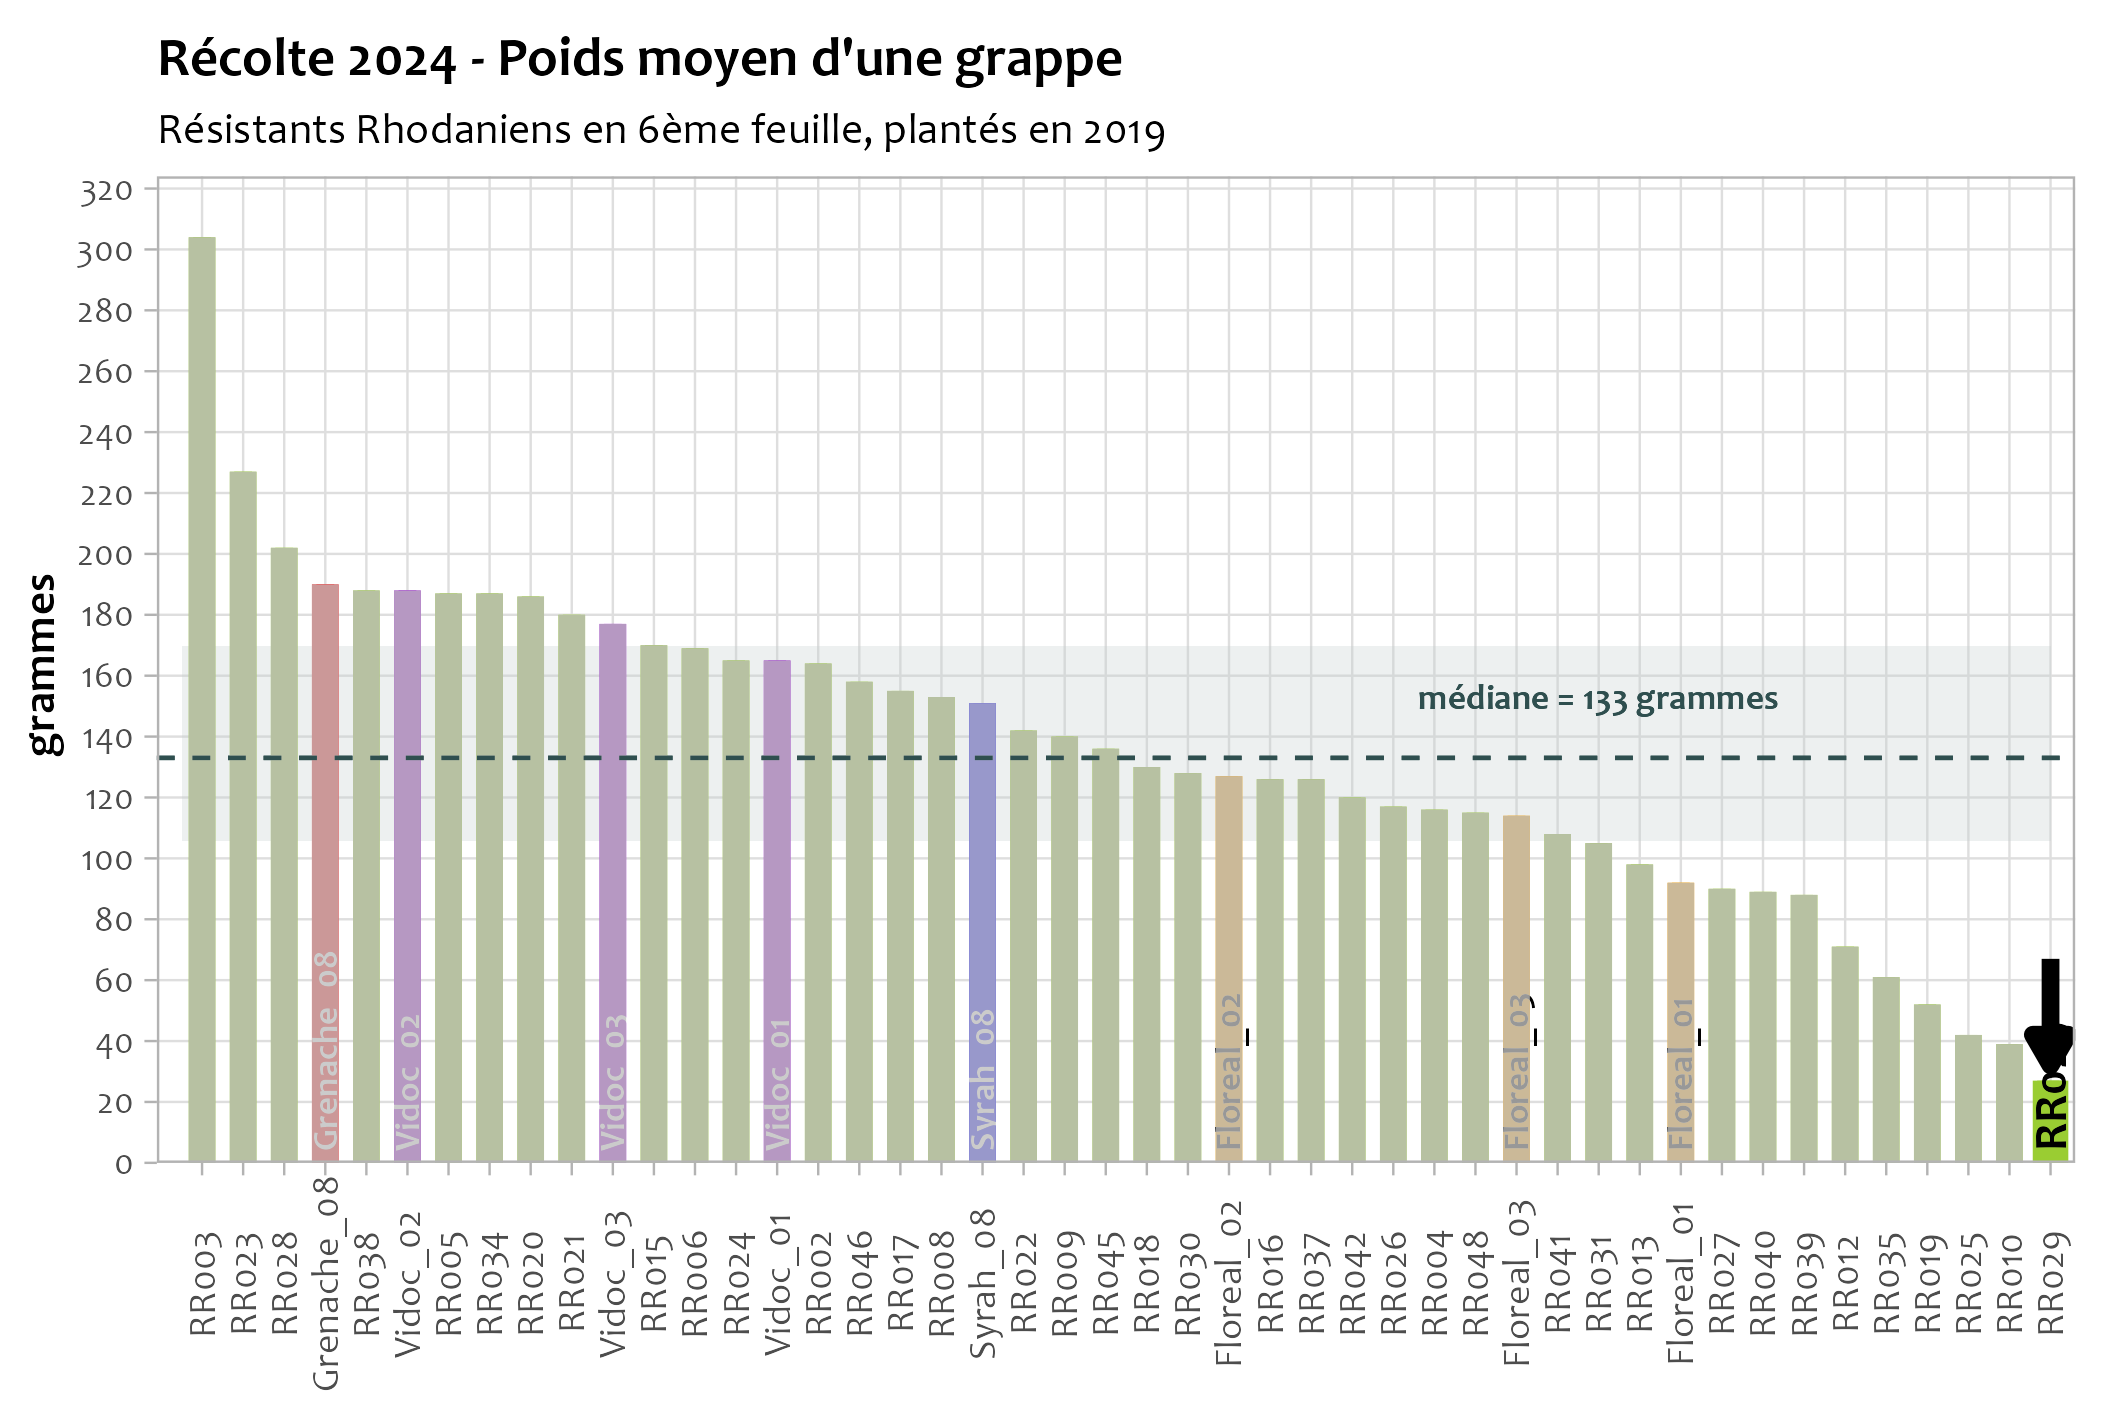 Récolte 2024 - Poids moyen d'une grappe
Résistants Rhodaniens en 6ème feuille, plantés en 2019
grammes
320
300
280
260
240
220
200
180
160
140
120
100
80
60
40
20
0
médiane = 133 grammes
Grenache_08
Vidoc_02
Vidoc_03
Vidoc_01
Syrah_08
Floreal_02
Floreal_03
Floreal_01
RR003
RR023
RR028
Grenache_08
RR038
Vidoc_02
RR005
RR034
RR020
RR021
Vidoc_03
RR015
RR006
RR024
Vidoc_01
RR002
RR046
RR017
RR008
Syrah_08
RR022
RR009
RR045
RR018
RR030
Floreal_02
RR016
RR037
RR042
RR026
RR004
RR048
Floreal_03
RR041
RR031
RR013
Floreal_01
RR027
RR040
RR039
RR012
RR035
RR019
RR025
RR010
RR029